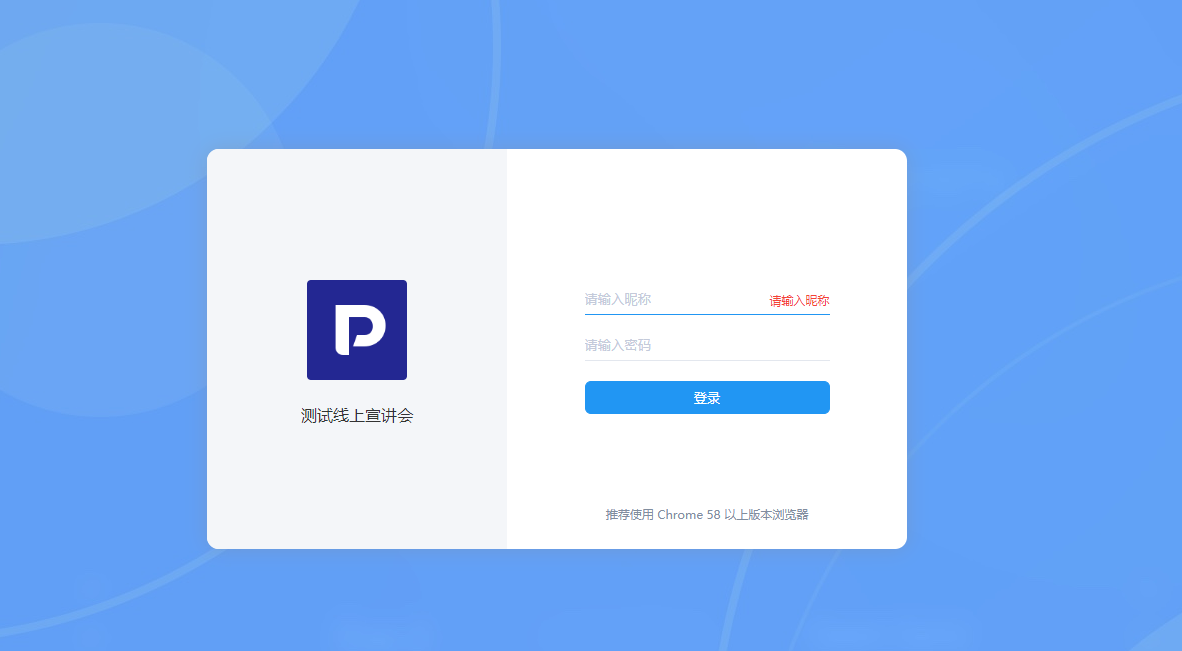 请输入昵称 请输入昵称
请输入密码
登录
测试线上宣讲会
推荐使用 Chrome 58 以上版本浏览器